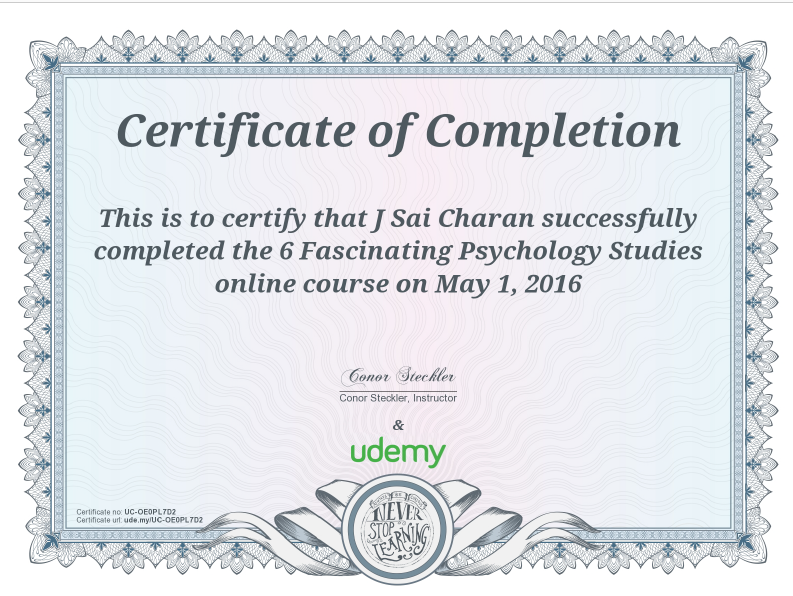 Certificate of Completion
This is to certify that J Sai Charan successfully
completed the 6 Fascinating Psychology Studies
online course on May 1, 2016
Conor Steckler
Conor Steckler, Instructor
&
udemy
Certificate no: UC-OE0PL7D2
Certificate url: ude.my/UC-OE0PL7D2
NEVER
STOP
LEARNING